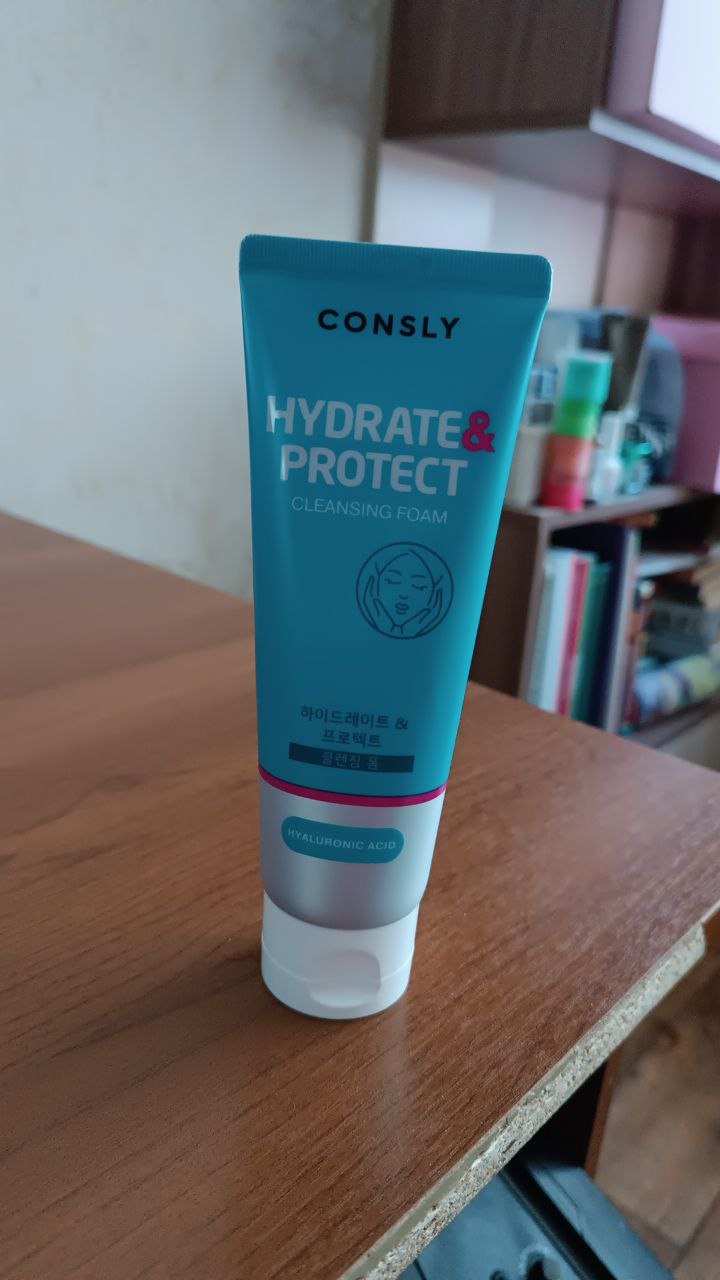 CONSLY
HYDRATE&
PROTECT
CLEANSING FOAM
하이드레이트 &
프로텍트
클렌징 폼
HYALURONIC ACID